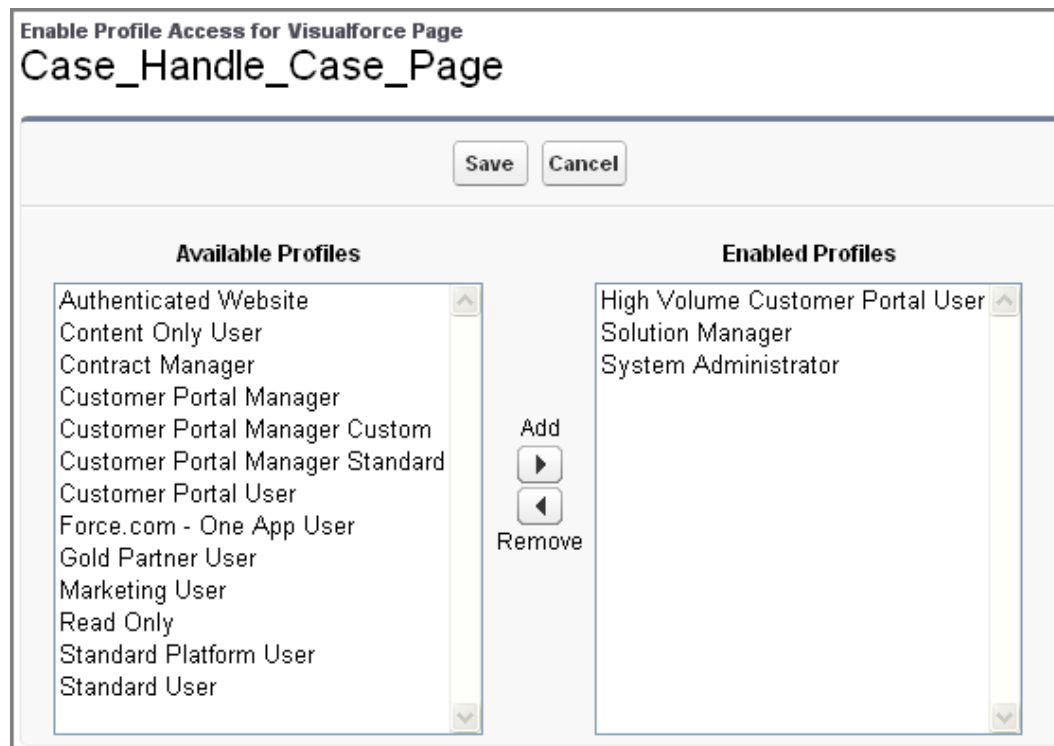 Enable Profile Access for Visualforce Page
Case_Handle_Case_Page
Save Cancel
Available Profiles
Authenticated Website
Content Only User
Contract Manager
Customer Portal Manager
Customer Portal Manager Custom
Customer Portal Manager Standard
Customer Portal User
Force.com - One App User
Gold Partner User
Marketing User
Read Only
Standard Platform User
Standard User
Add
Remove
Enabled Profiles
High Volume Customer Portal User
Solution Manager
System Administrator